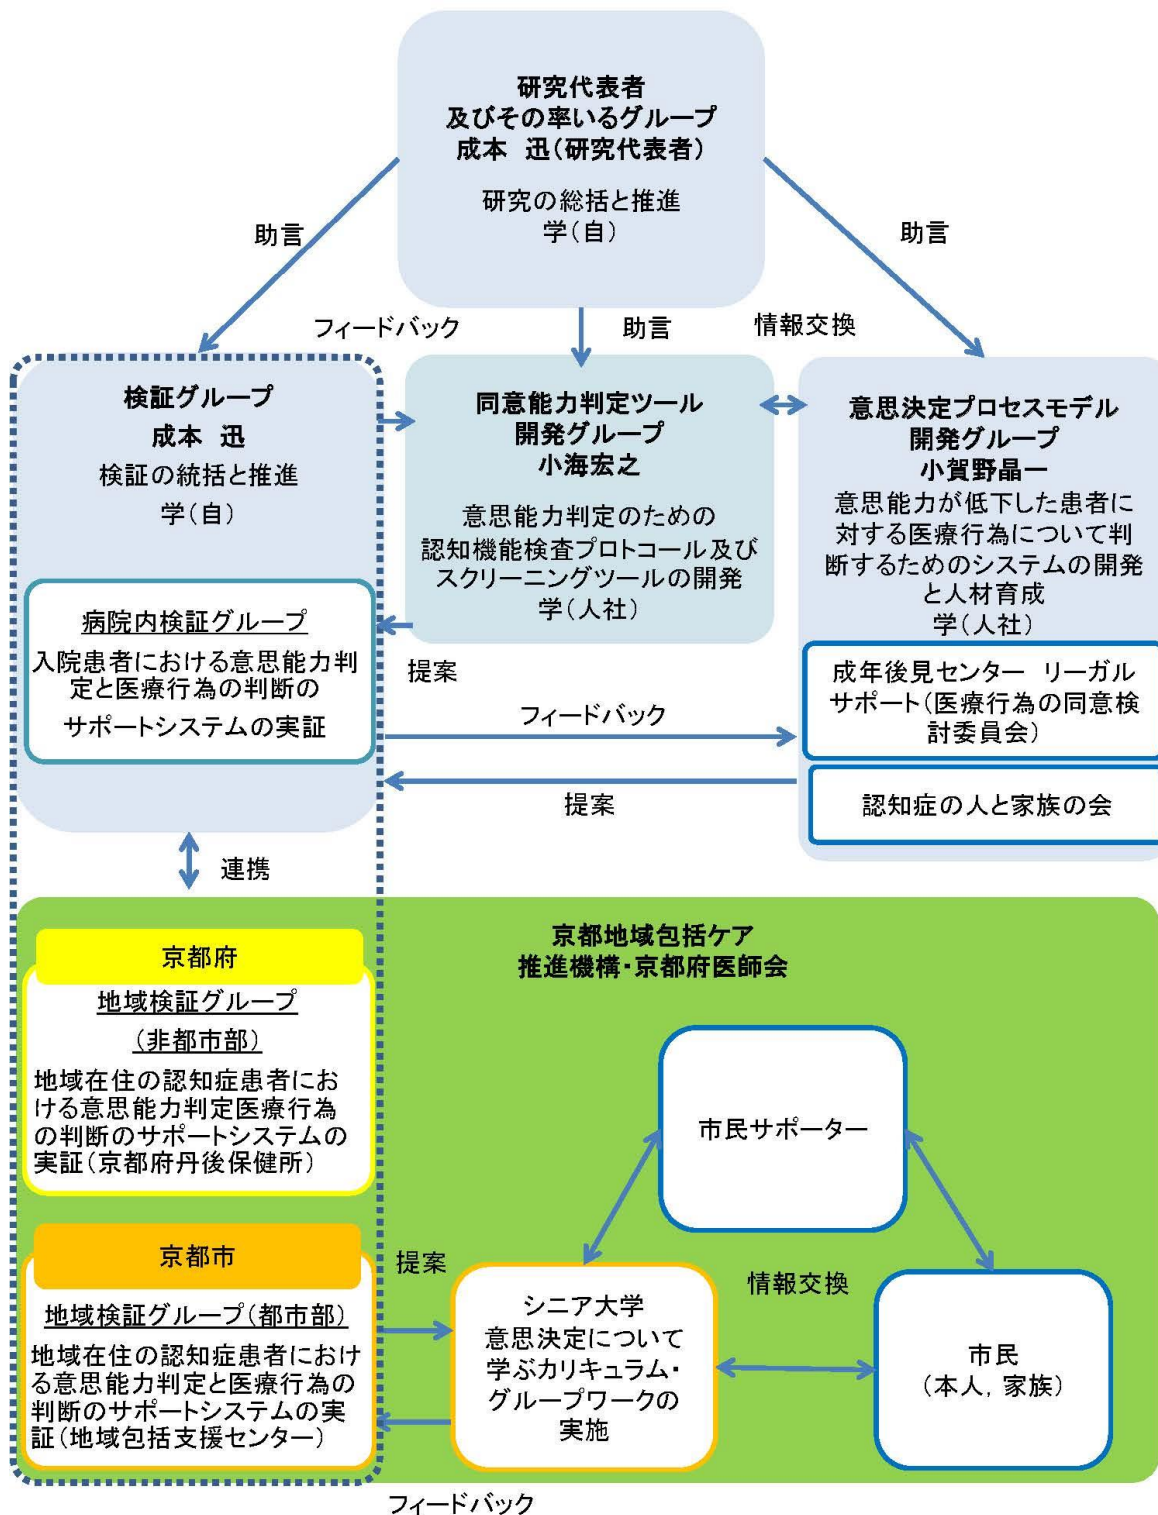 研究代表者
及びその率いるグループ
成本　迅（研究代表者）
研究の総括と推進
学（自）
助言
助言
フィードバック
助言
情報交換
検証グループ
成本　迅
検証の統括と推進
学（自）
病院内検証グループ
入院患者における意思能力判
定と医療行為の判断の
サポートシステムの実証
同意能力判定ツール
開発グループ
小海宏之
意思能力判定のための
認知機能検査プロトコール及び
スクリーニングツールの開発
学（人社）
意思決定プロセスモデル
開発グループ
小賀野晶一
意思能力が低下した患者に
対する医療行為について判
断するためのシステムの開発
と人材育成
学（人社）
成年後見センター　リーガル
サポート（医療行為の同意検
討委員会）
認知症の人と家族の会
提案
フィードバック
提案
連携
京都地域包括ケア
推進機構・京都府医師会
京都府
地域検証グループ
（非都市部）
地域在住の認知症患者にお
ける意思能力判定医療行為
の判断のサポートシステムの
実証（京都府丹後保健所）
京都市
地域検証グループ（都市部）
地域在住の認知症患者におけ
る意思能力判定と医療行為の
判断のサポートシステムの実
証（地域包括支援センター）
市民サポーター
提案
情報交換
シニア大学
意思決定について
学ぶカリキュラム・
グループワークの
実施
市民
（本人，家族）
フィードバック